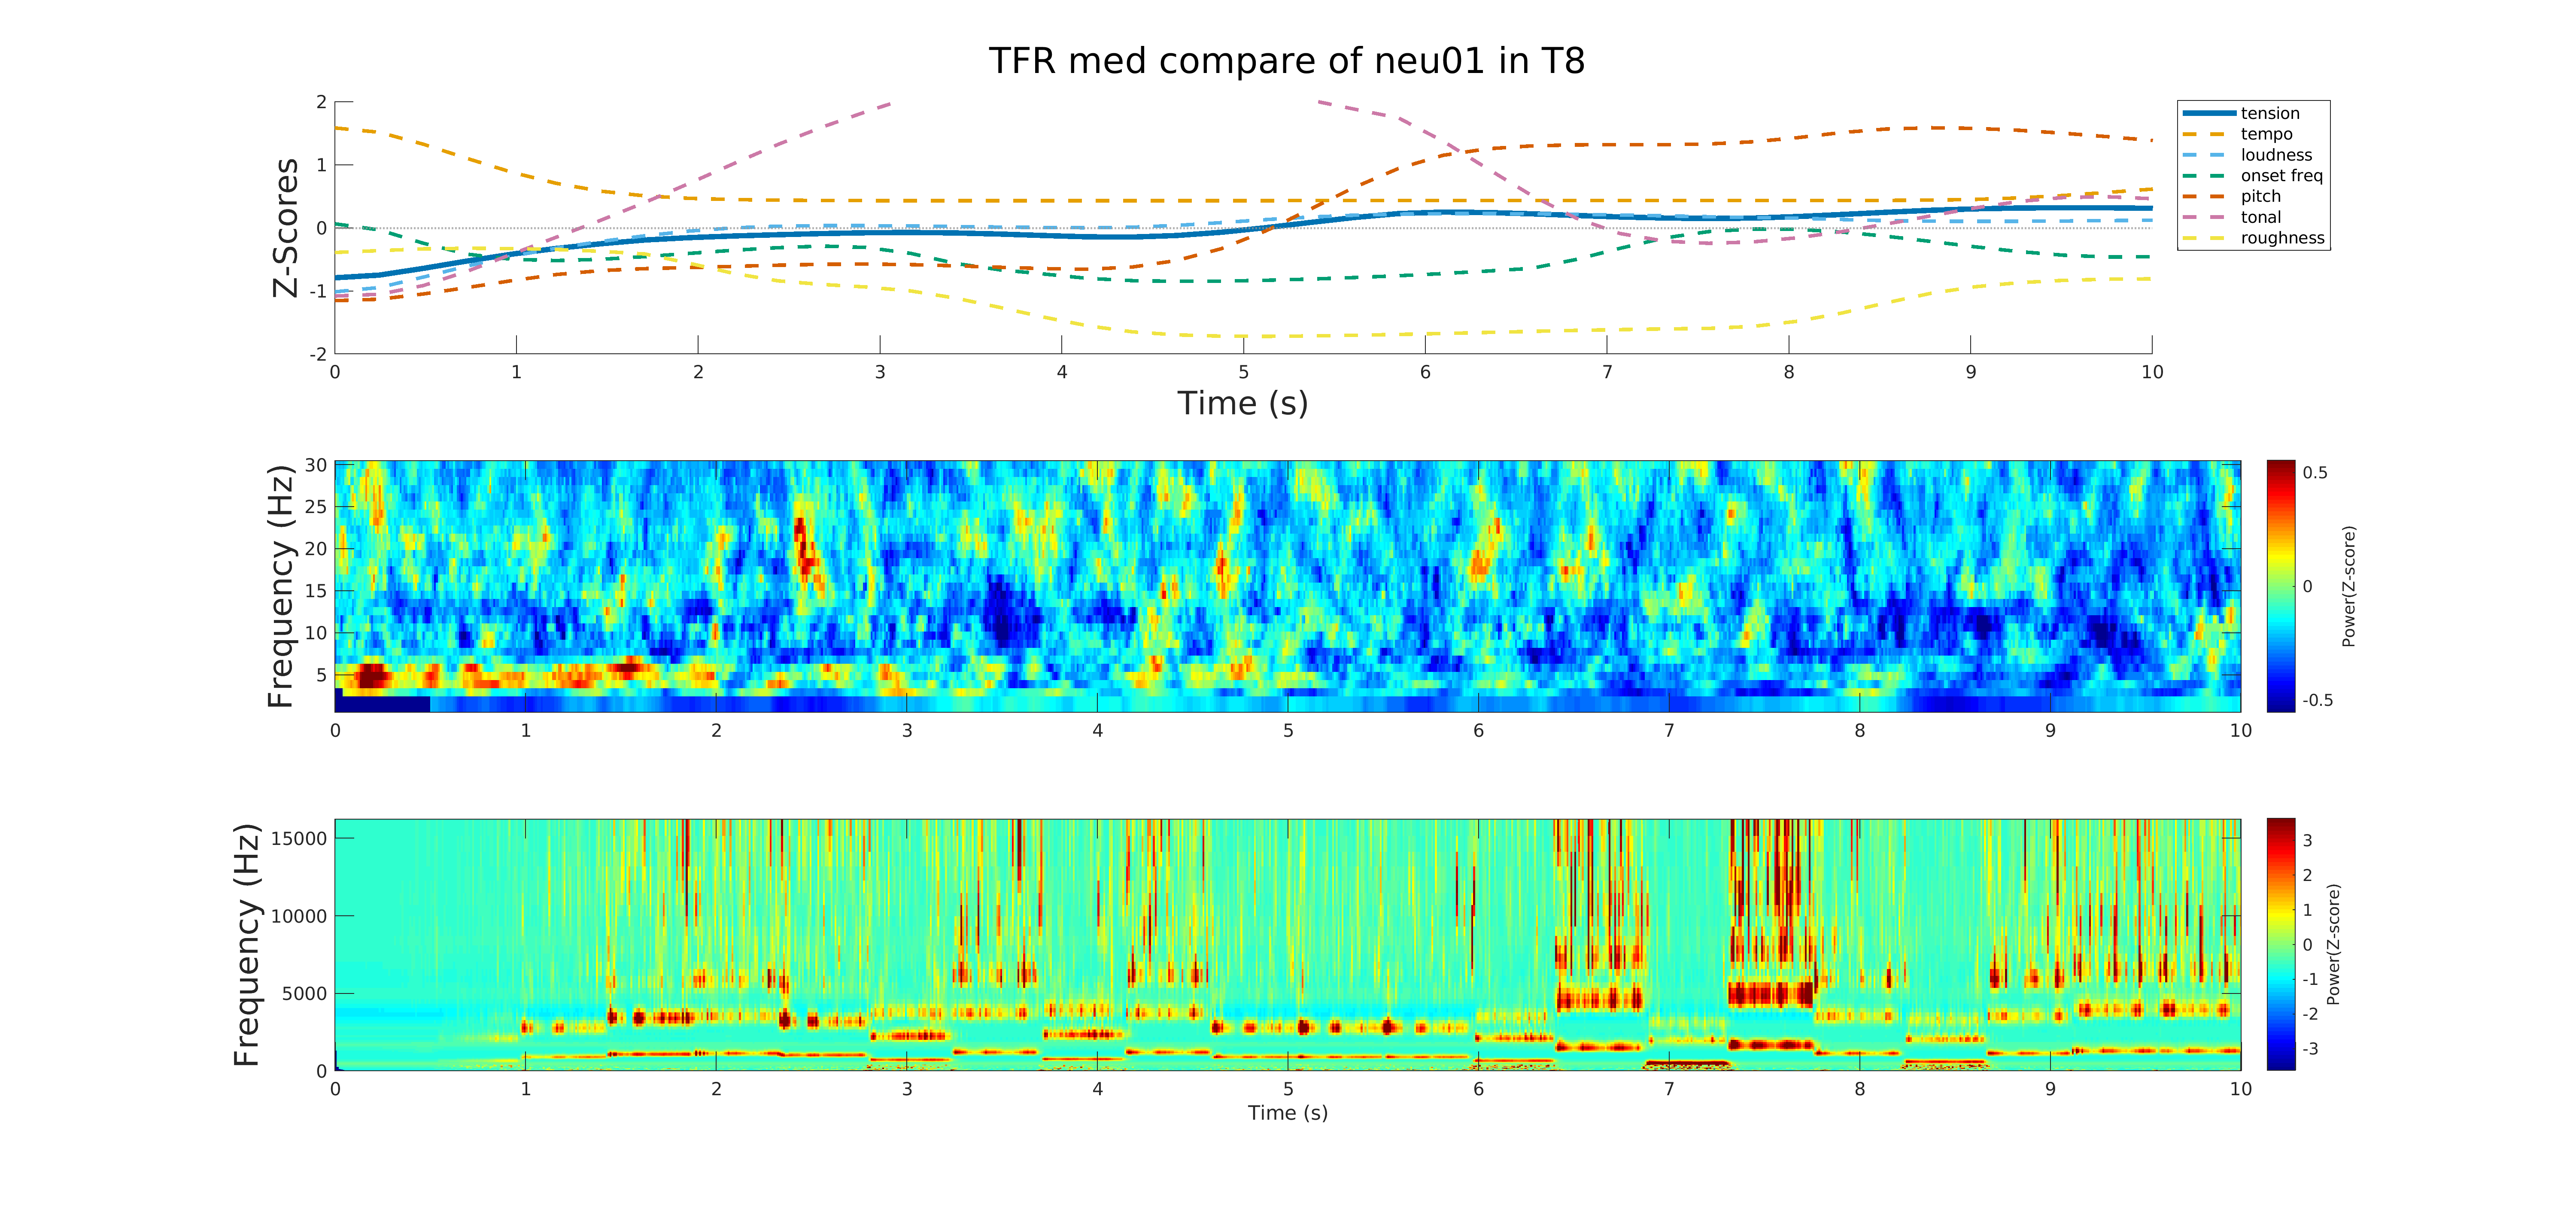 TFR med compare of neu01 in T8
Z-Scores
2
1
0
-1
-2
0 1 2 3 4 5 6 7 8 9 10
Time (s)
tension
tempo
loudness
onset freq
pitch
tonal
roughness
Frequency (Hz)
30
25
20
15
10
5
0 1 2 3 4 5 6 7 8 9 10
0.5
0
-0.5
Power(Z-score)
Frequency (Hz)
15000
10000
5000
0
0 1 2 3 4 5 6 7 8 9 10
Time (s)
3
2
1
0
-1
-2
-3
Power(Z-score)